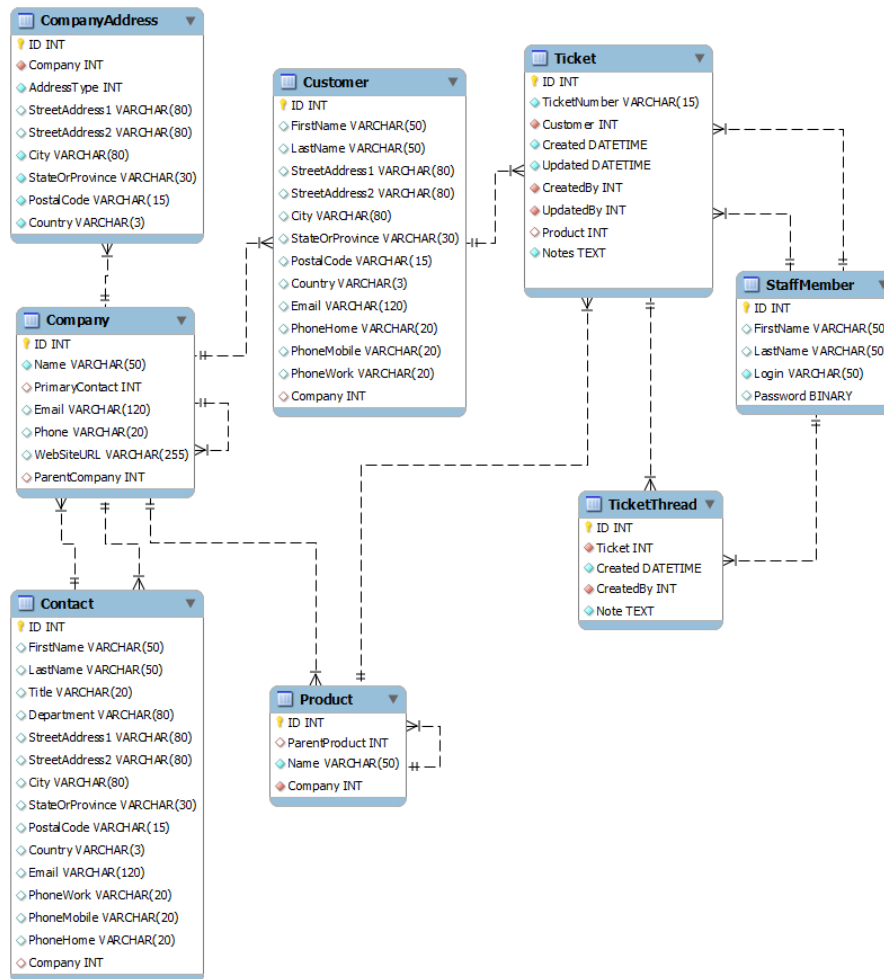 CompanyAddress
ID INT
Company INT
AddressType INT
StreetAddress1 VARCHAR(80)
StreetAddress2 VARCHAR(80)
City VARCHAR(80)
StateOrProvince VARCHAR(30)
PostalCode VARCHAR(15)
Country VARCHAR(3)
Customer
ID INT
FirstName VARCHAR(50)
LastName VARCHAR(50)
StreetAddress1 VARCHAR(80)
StreetAddress2 VARCHAR(80)
City VARCHAR(80)
StateOrProvince VARCHAR(30)
PostalCode VARCHAR(15)
Country VARCHAR(3)
Email VARCHAR(120)
PhoneHome VARCHAR(20)
PhoneMobile VARCHAR(20)
PhoneWork VARCHAR(20)
Company INT
Ticket
ID INT
TicketNumber VARCHAR(15)
Customer INT
Created DATETIME
Updated DATETIME
CreatedBy INT
UpdatedBy INT
Product INT
Notes TEXT
StaffMember
ID INT
FirstName VARCHAR(50
LastName VARCHAR(50
Login VARCHAR(50)
Password BINARY
Company
ID INT
Name VARCHAR(50)
PrimaryContact INT
Email VARCHAR(120)
Phone VARCHAR(20)
WebSiteURL VARCHAR(255)
ParentCompany INT
TicketThread
ID INT
Ticket INT
Created DATETIME
CreatedBy INT
Note TEXT
Contact
ID INT
FirstName VARCHAR(50)
LastName VARCHAR(50)
Title VARCHAR(20)
Department VARCHAR(80)
StreetAddress1 VARCHAR(80)
StreetAddress2 VARCHAR(80)
City VARCHAR(80)
StateOrProvince VARCHAR(30)
PostalCode VARCHAR(15)
Country VARCHAR(3)
Email VARCHAR(120)
PhoneWork VARCHAR(20)
PhoneMobile VARCHAR(20)
PhoneHome VARCHAR(20)
Company INT
Product
ID INT
ParentProduct INT
Name VARCHAR(50)
Company INT